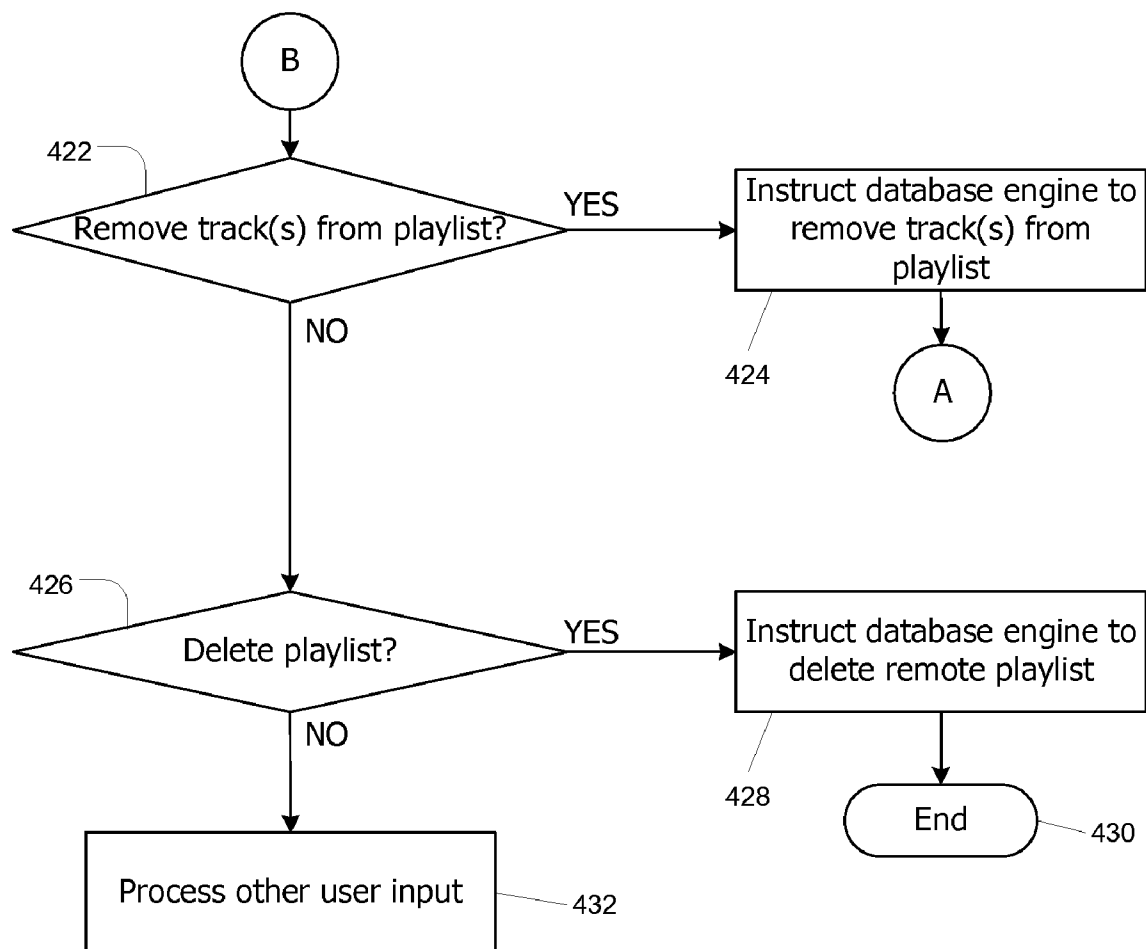 B
422
Remove track(s) from playlist?
YES
Instruct database engine to
remove track(s) from
playlist
NO
424
A
426
Delete playlist?
YES
Instruct database engine to
delete remote playlist
NO
428
End
430
Process other user input
432